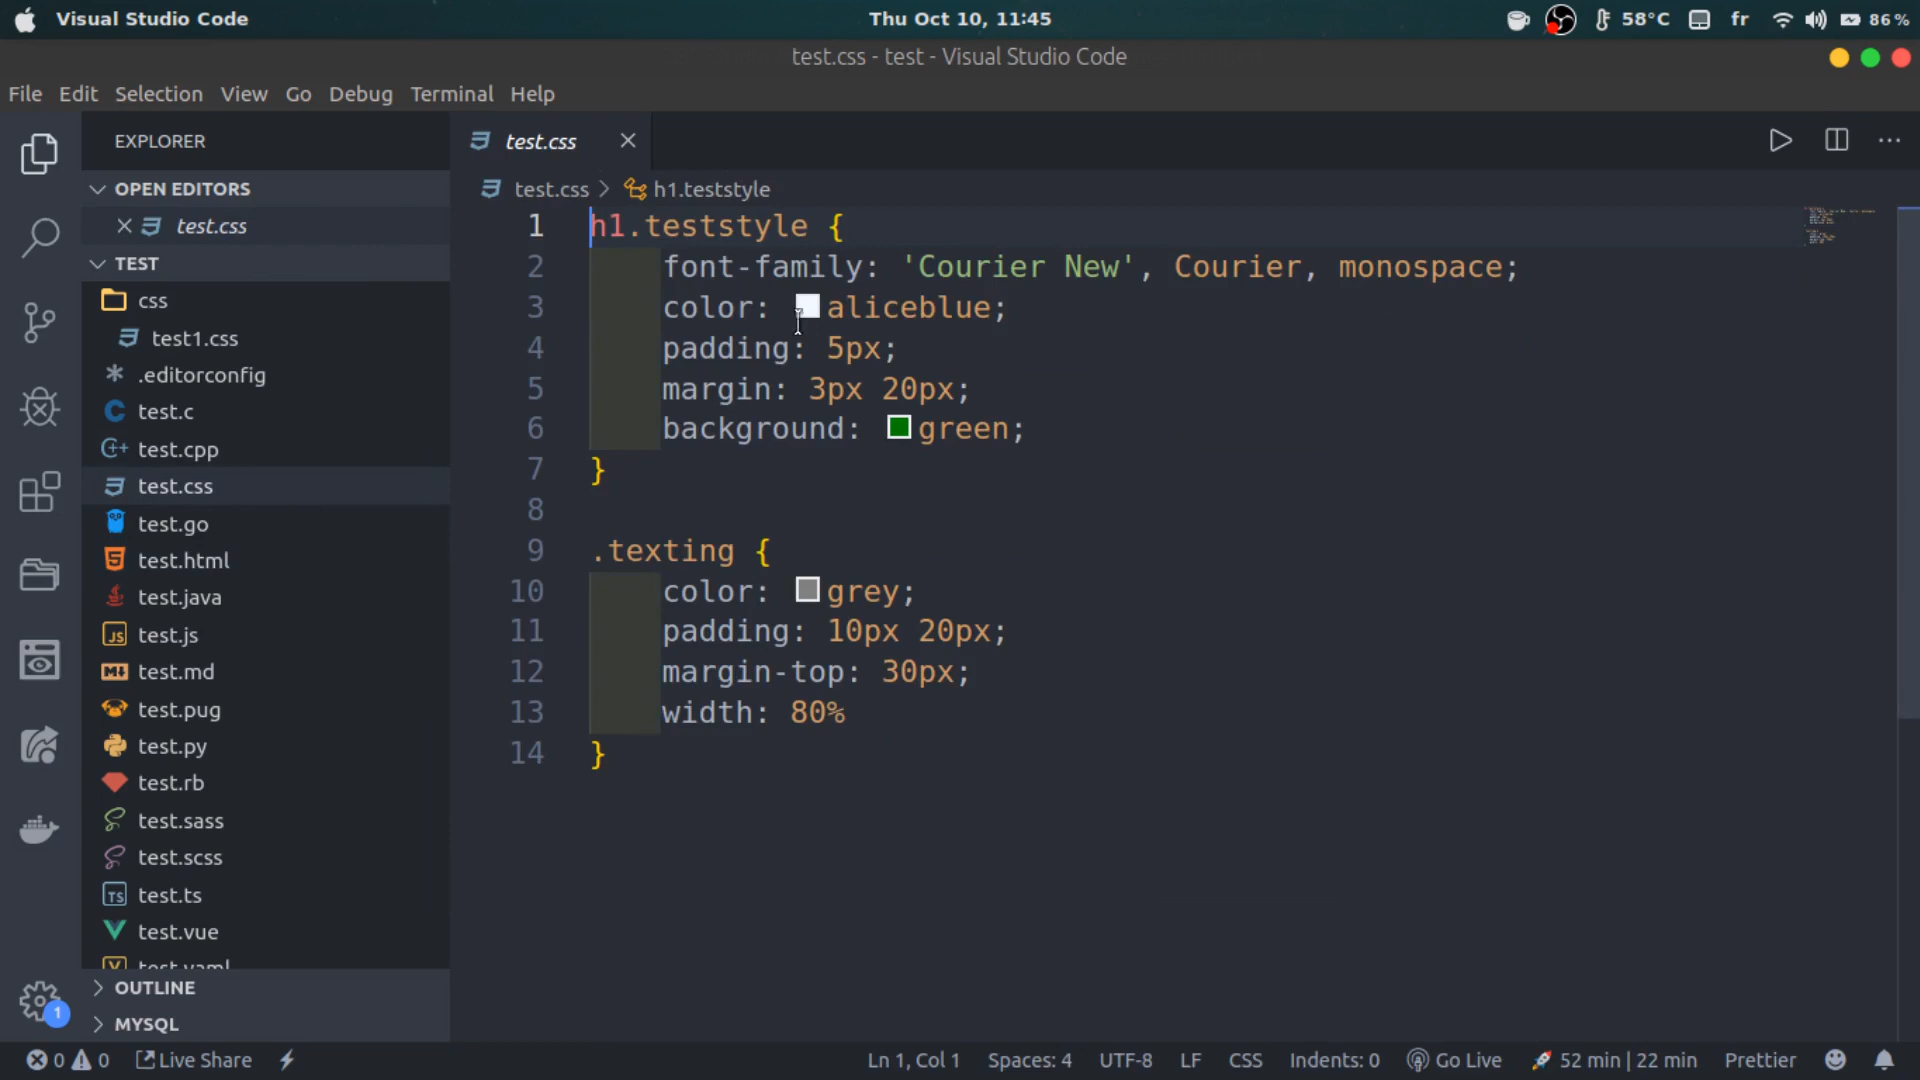 Visual Studio Code
Thu Oct 10, 11:45
58°C
fr
86%
test.css - test - Visual Studio Code
File Edit Selection View Go Debug Terminal Help
EXPLORER
OPEN EDITORS
test.css
TEST
css
test1.css
.editorconfig
test.c
test.cpp
test.css
test.go
test.html
test.java
test.js
test.md
test.pug
test.py
test.rb
test.sass
test.scss
test.ts
test.vue
test.yaml
OUTLINE
MYSQL
test.css
test.css > h1.teststyle
1 h1.teststyle {
2 font-family: 'Courier New', Courier, monospace;
3 color: aliceblue;
4 padding: 5px;
5 margin: 3px 20px;
6 background: green;
7 }
8
9 .texting {
10 color: grey;
11 padding: 10px 20px;
12 margin-top: 30px;
13 width: 80%
14 }
1
0 0 Live Share
Ln 1, Col 1 Spaces: 4 UTF-8 LF CSS Indents: 0 Go Live 52 min | 22 min Prettier